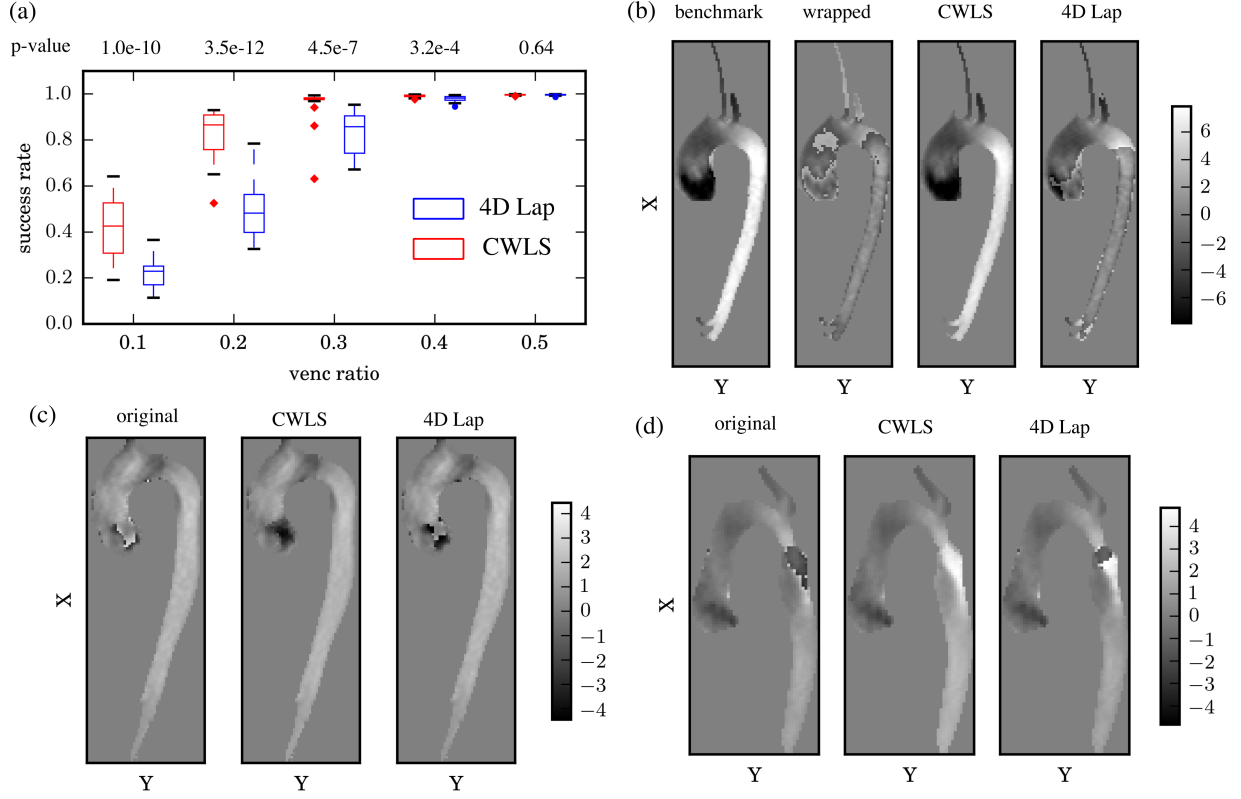 (a)
p-value 1.0e-10 3.5e-12 4.5e-7 3.2e-4 0.64
1.0
0.8
0.6
0.4
0.2
0.0
success rate
4D Lap
CWLS
0.1 0.2 0.3 0.4 0.5
venc ratio
(b)
benchmark wrapped CWLS 4D Lap
X
Y Y Y Y
6
4
2
0
−2
−4
−6
(c)
original CWLS 4D Lap
X
Y Y Y
4
3
2
1
0
−1
−2
−3
−4
(d)
original CWLS 4D Lap
X
Y Y Y
4
3
2
1
0
−1
−2
−3
−4